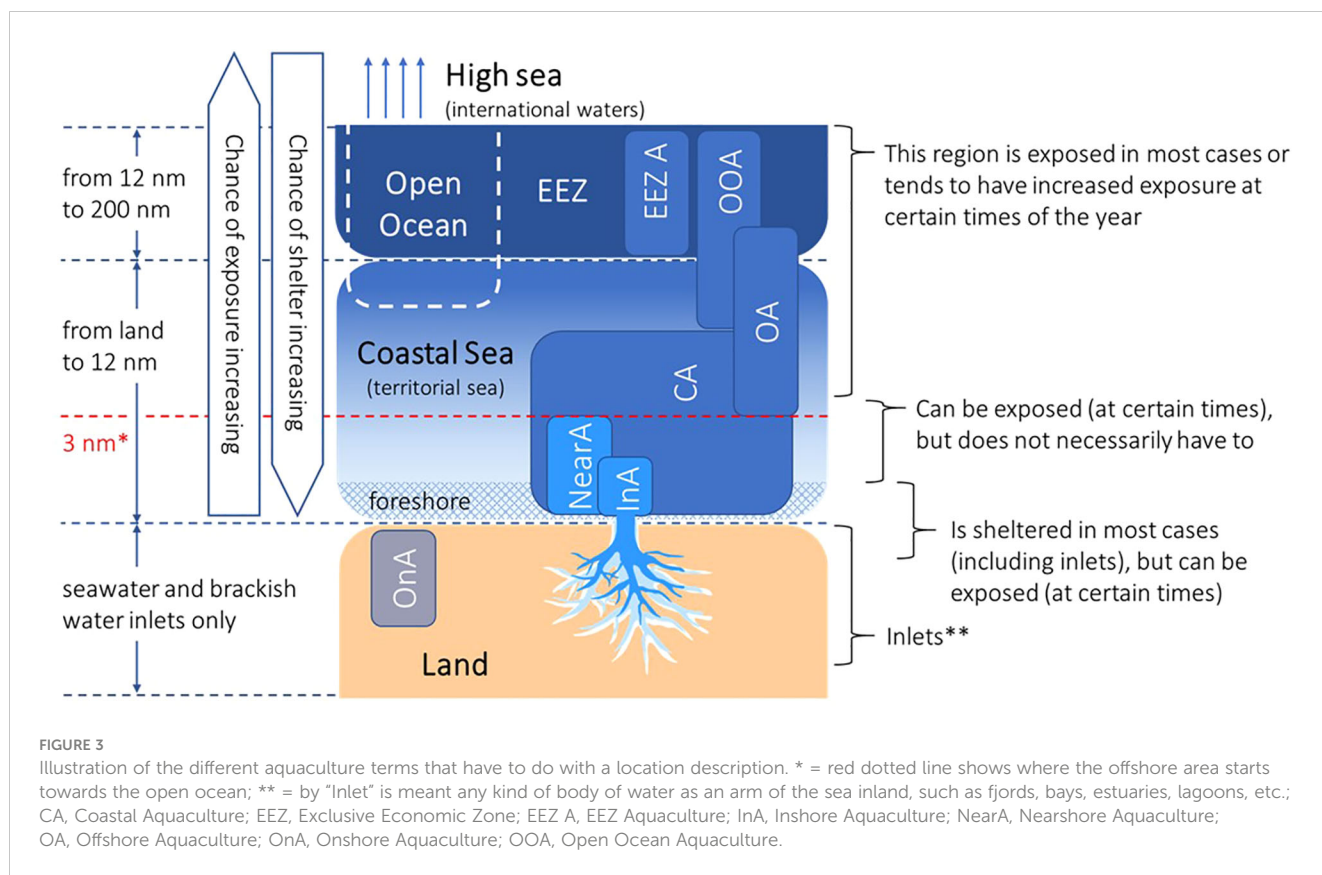 High sea
(international waters)
from 12 nm
to 200 nm
Chance of exposure increasing
Chance of shelter increasing
Open
Ocean
EEZ
EEZ A
OOA
OA
This region is exposed in most cases or
tends to have increased exposure at
certain times of the year
from land
to 12 nm
Coastal Sea
(territorial sea)
CA
3 nm*
Can be exposed (at certain times),
but does not necessarily have to
NearA
InA
foreshore
Is sheltered in most cases
(including inlets), but can be
exposed (at certain times)
seawater and brackish
water inlets only
OnA
Land
Inlets**
FIGURE 3
Illustration of the different aquaculture terms that have to do with a location description. * = red dotted line shows where the offshore area starts
towards the open ocean; ** = by “Inlet” is meant any kind of body of water as an arm of the sea inland, such as fjords, bays, estuaries, lagoons, etc.;
CA, Coastal Aquaculture; EEZ, Exclusive Economic Zone; EEZ A, EEZ Aquaculture; InA, Inshore Aquaculture; NearA, Nearshore Aquaculture;
OA, Offshore Aquaculture; OnA, Onshore Aquaculture; OOA, Open Ocean Aquaculture.